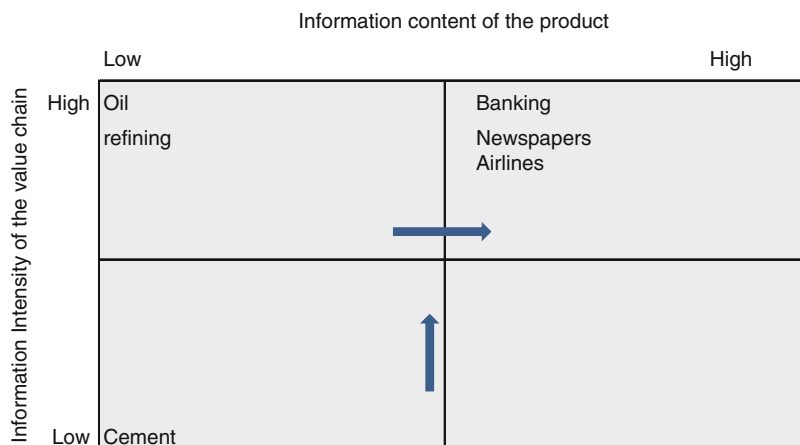 Information content of the product
Low
High
Information Intensity of the value chain
High
Oil
refining
Banking
Newspapers
Airlines
Low
Cement